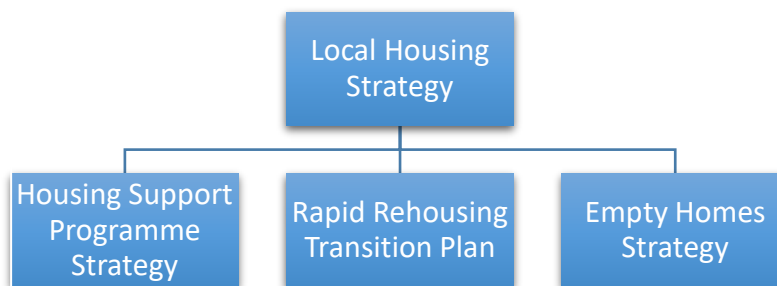 Local Housing
Strategy
Housing Support
Programme
Strategy
Rapid Rehousing
Transition Plan
Empty Homes
Strategy